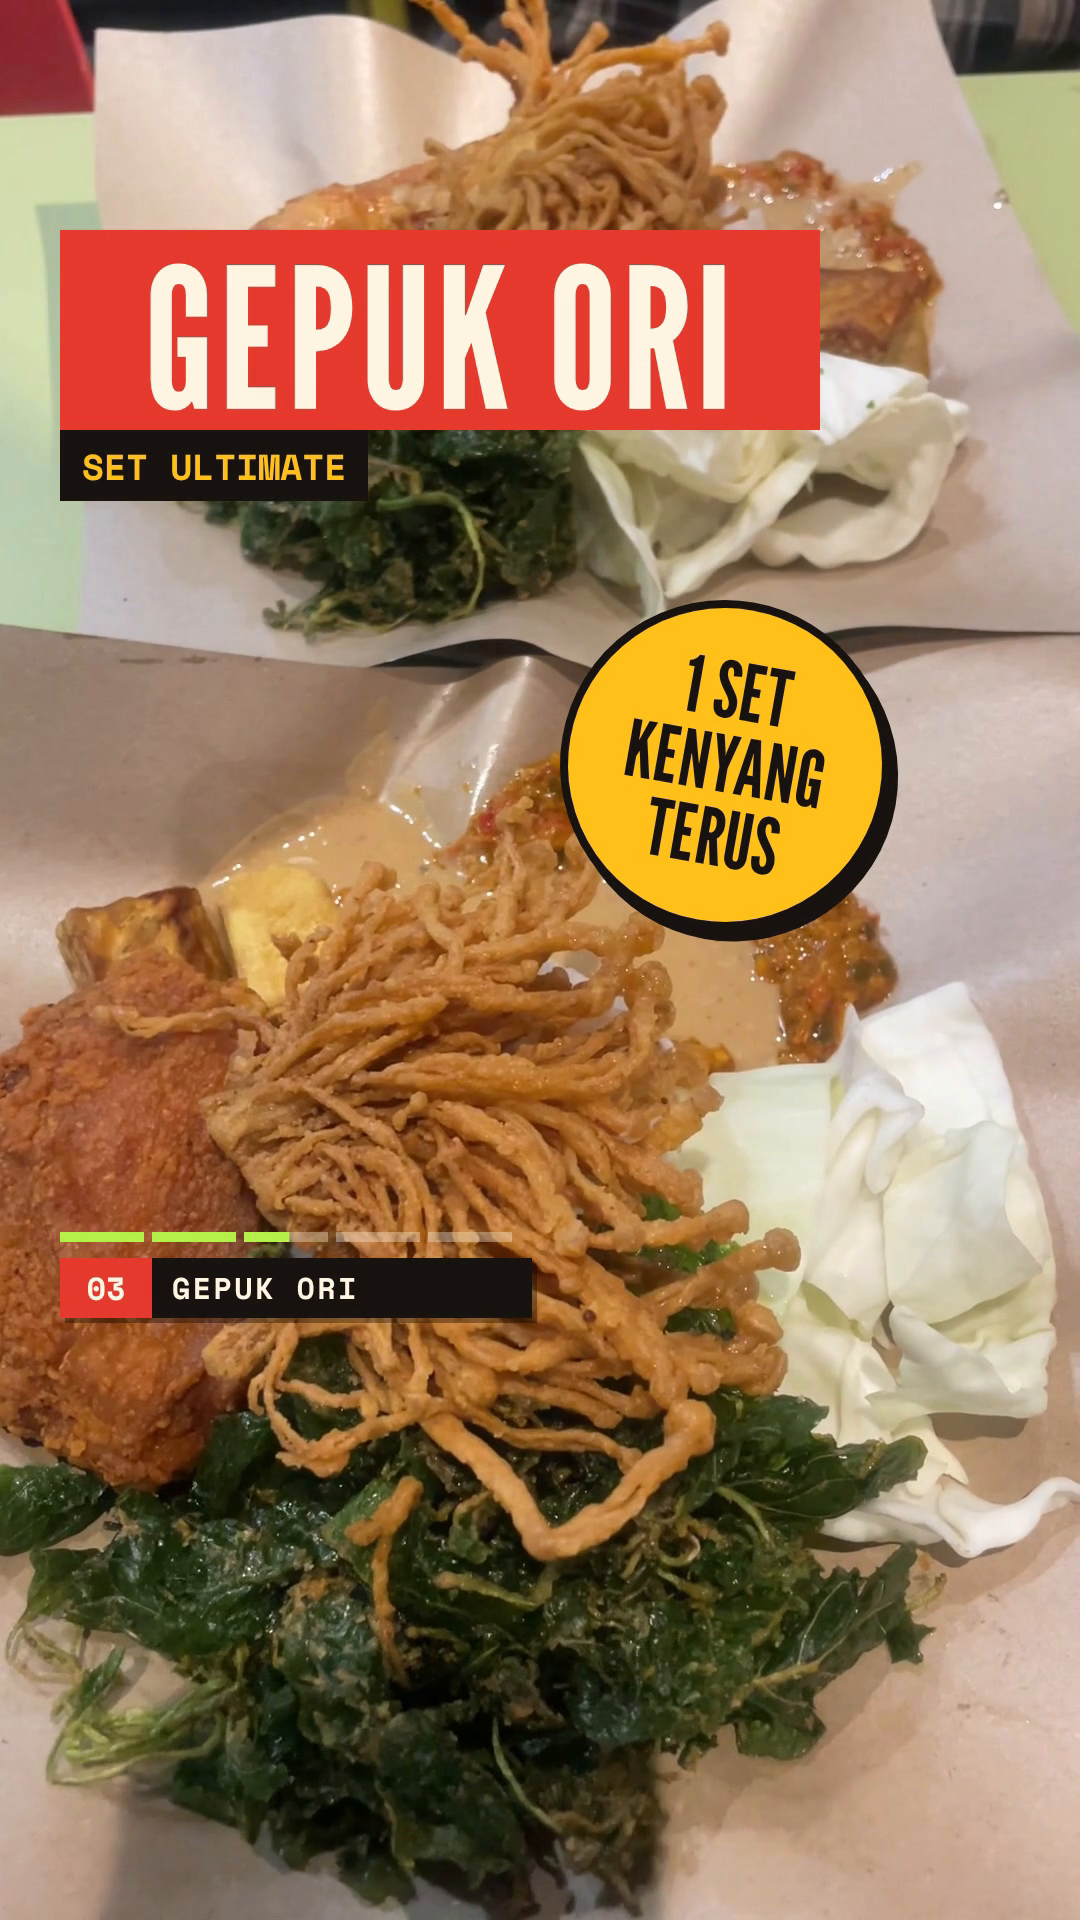 GEPUK ORI
SET ULTIMATE
1 SET
KENYANG
TERUS
03 GEPUK ORI